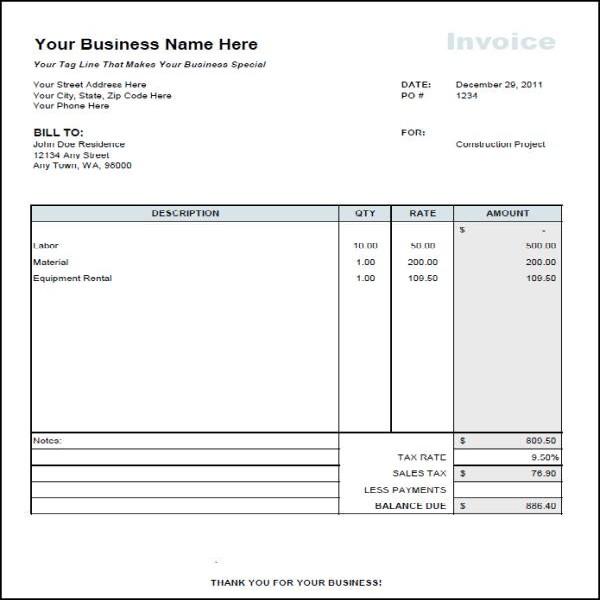 Your Business Name Here Invoice
Your Tag Line That Makes Your Business Special
Your Street Address Here DATE: December 29, 2011
Your City, State, Zip Code Here PO # 1234
Your Phone Here
BILL TO: FOR:
John Doe Residence Construction Project
12134 Any Street
Any Town, WA, 98000
DESCRIPTION QTY RATE AMOUNT
$ -
Labor 10.00 50.00 500.00
Material 1.00 200.00 200.00
Equipment Rental 1.00 109.50 109.50
Notes: $ 809.50
TAX RATE 9.50%
SALES TAX $ 76.90
LESS PAYMENTS
BALANCE DUE $ 886.40
THANK YOU FOR YOUR BUSINESS!